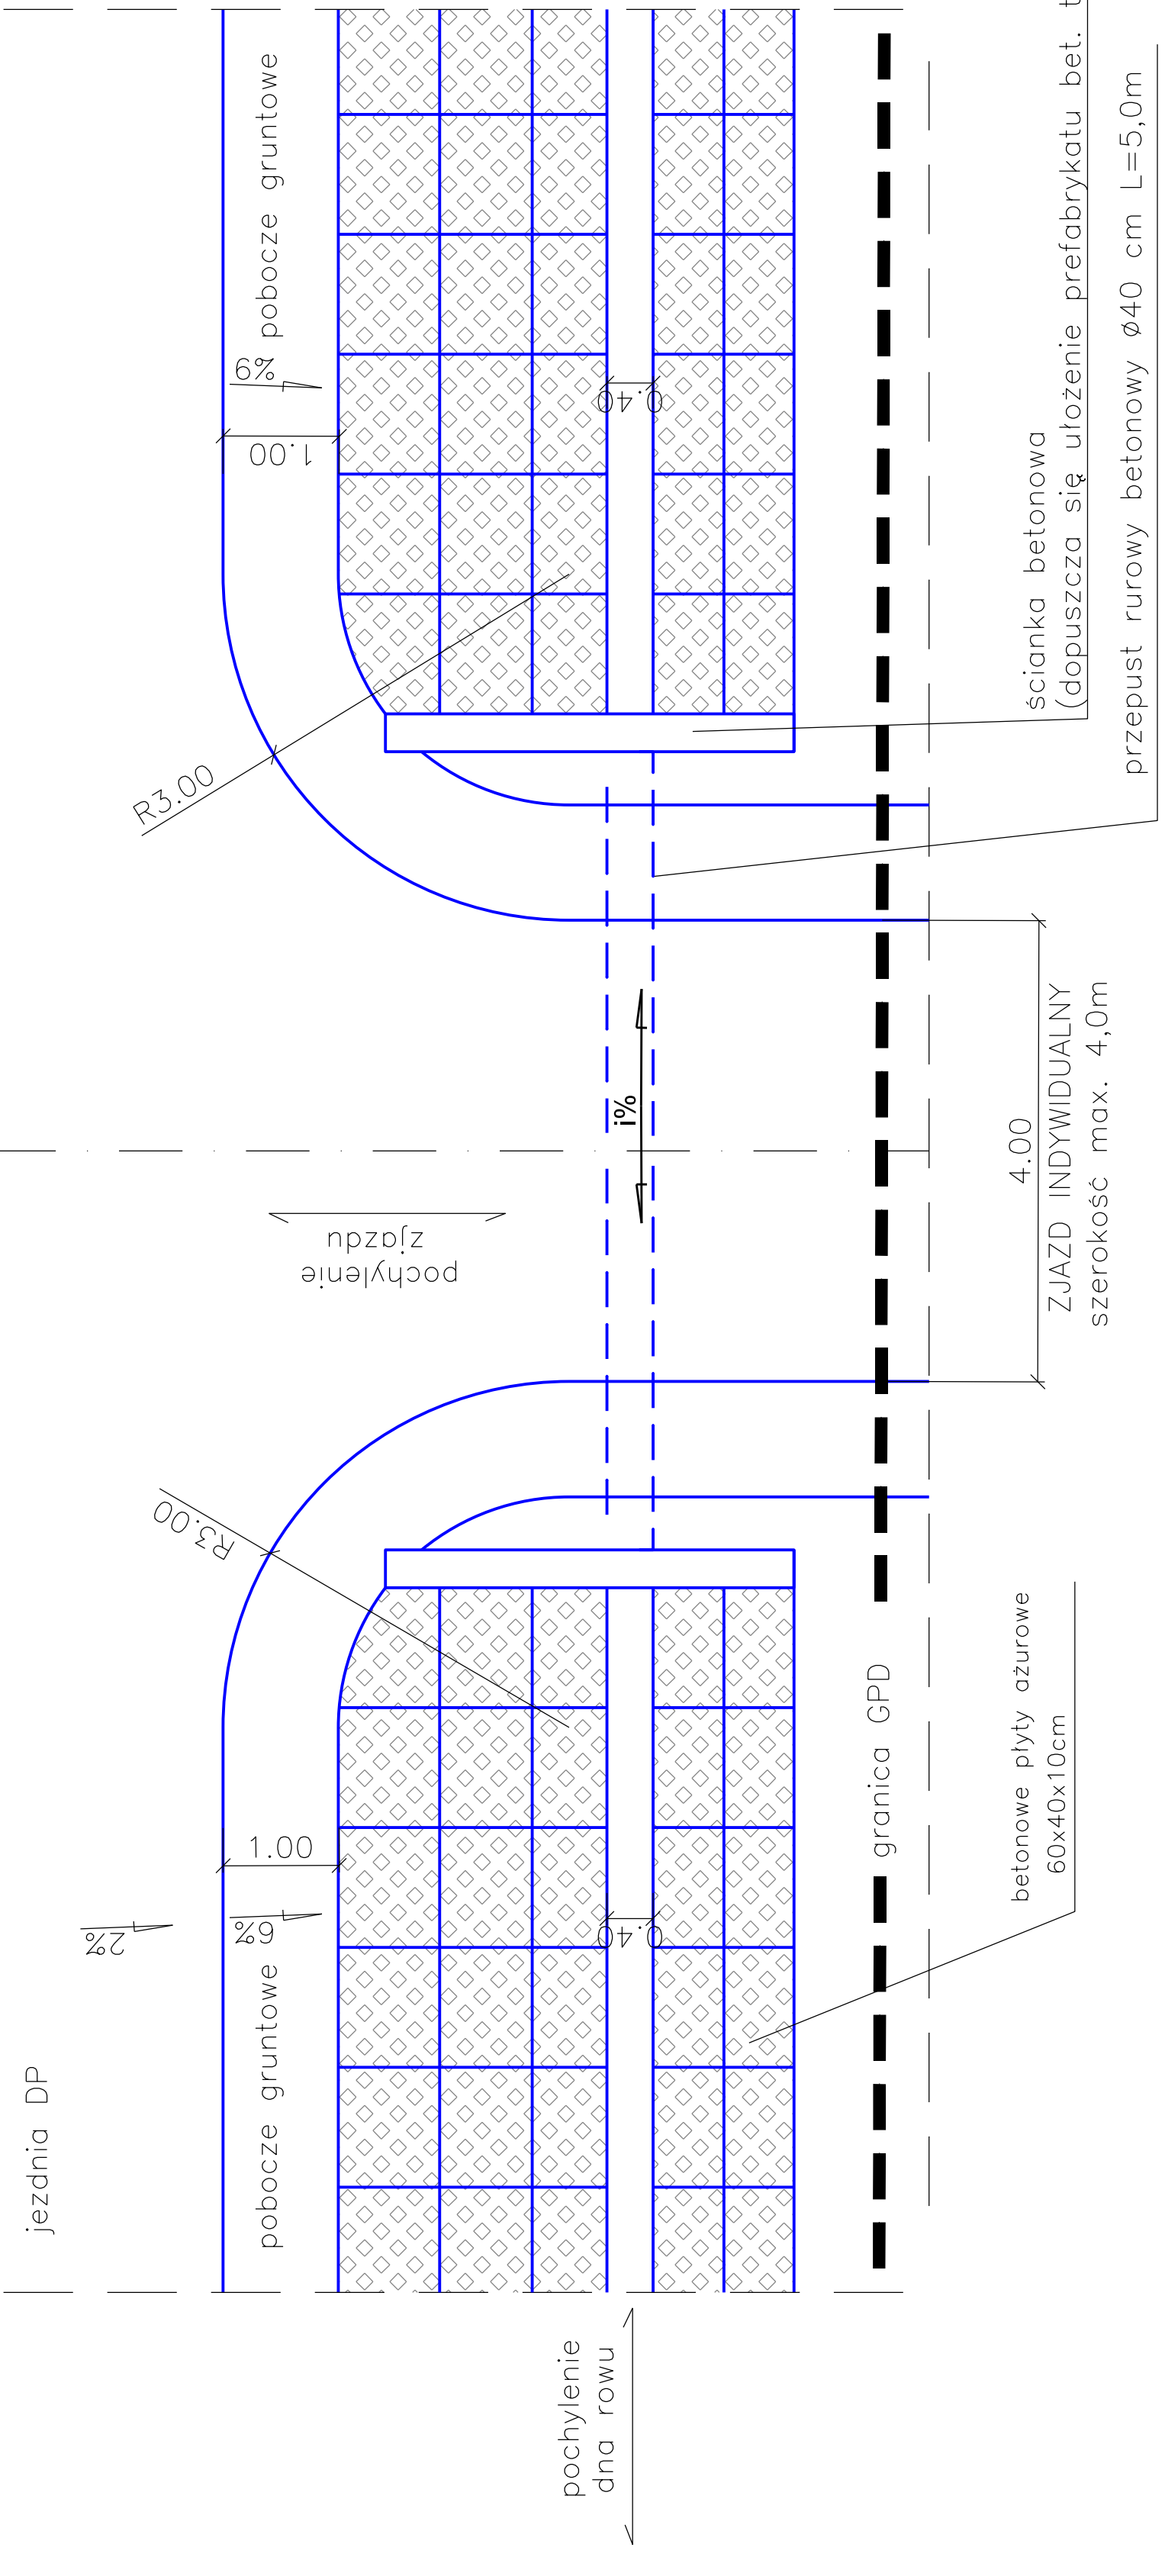 jezdnia DP
2%
pobocze gruntowe
6%
1.00
R3.00
pochylenie
zjazdu
R3.00
1.00
6%
pobocze gruntowe
pochylenie
dna rowu
0.40
i%
0.40
granica GPD
betonowe płyty ażurowe
60x40x10cm
4.00
ZJAZD INDYWIDUALNY
szerokość max. 4,0m
ścianka betonowa
(dopuszcza się ułożenie prefabrykatu bet.
przepust rurowy betonowy ø40 cm L=5,0m